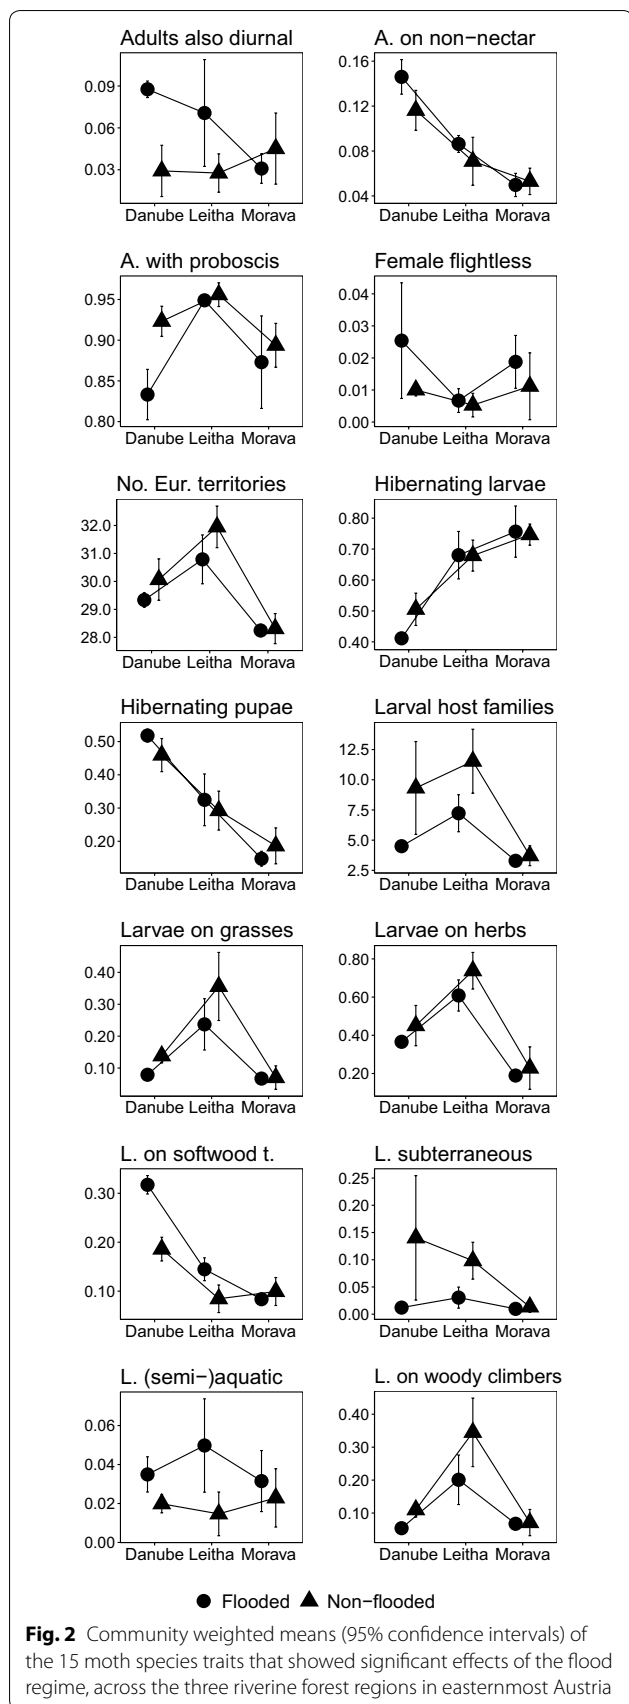 Adults also diurnal
0.09
0.06
0.03
Danube Leitha Morava
A. on non-nectar
0.16
0.12
0.08
0.04
Danube Leitha Morava
A. with proboscis
0.95
0.90
0.85
0.80
Danube Leitha Morava
Female flightless
0.04
0.03
0.02
0.01
0.00
Danube Leitha Morava
No. Eur. territories
32.0
31.0
30.0
29.0
28.0
Danube Leitha Morava
Hibernating larvae
0.80
0.70
0.60
0.50
0.40
Danube Leitha Morava
Hibernating pupae
0.50
0.40
0.30
0.20
Danube Leitha Morava
Larval host families
12.5
10.0
7.5
5.0
2.5
Danube Leitha Morava
Larvae on grasses
0.40
0.30
0.20
0.10
Danube Leitha Morava
Larvae on herbs
0.80
0.60
0.40
0.20
Danube Leitha Morava
L. on softwood t.
0.30
0.20
0.10
Danube Leitha Morava
L. subterraneous
0.25
0.20
0.15
0.10
0.05
0.00
Danube Leitha Morava
L. (semi-)aquatic
0.06
0.04
0.02
0.00
Danube Leitha Morava
L. on woody climbers
0.40
0.30
0.20
0.10
Danube Leitha Morava
Flooded Non-flooded
Fig. 2 Community weighted means (95% confidence intervals) of
the 15 moth species traits that showed significant effects of the flood
regime, across the three riverine forest regions in easternmost Austria